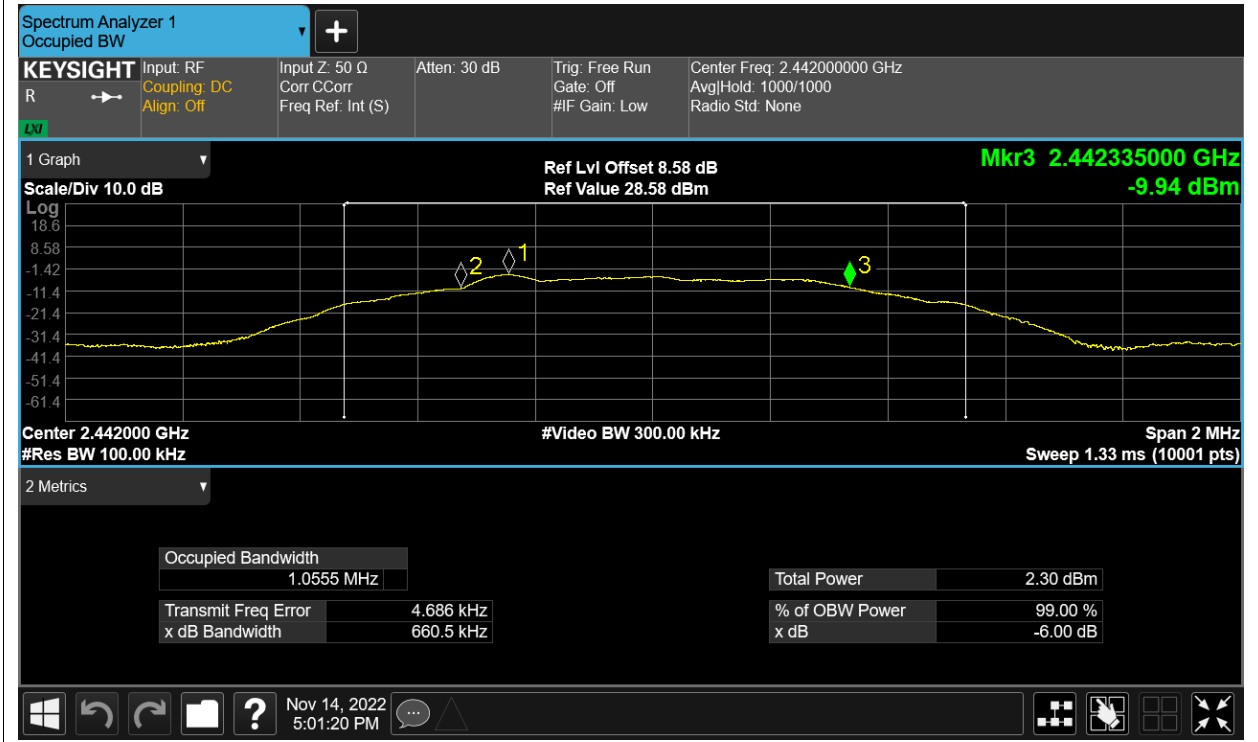 Spectrum Analyzer 1
Occupied BW
KEYSIGHT
R
LXI
Input: RF
Coupling: DC
Align: Off
Input Z: 50 Ω
Corr CCorr
Freq Ref: Int (S)
Atten: 30 dB
Trig: Free Run
Gate: Off
#IF Gain: Low
Center Freq: 2.442000000 GHz
Avg|Hold: 1000/1000
Radio Std: None
1 Graph
Scale/Div 10.0 dB
Ref Lvl Offset 8.58 dB
Ref Value 28.58 dBm
Mkr3 2.442335000 GHz
-9.94 dBm
Log
18.6
8.58
-1.42
-11.4
-21.4
-31.4
-41.4
-51.4
-61.4
2
1
3
Center 2.442000 GHz
#Res BW 100.00 kHz
#Video BW 300.00 kHz
Span 2 MHz
Sweep 1.33 ms (10001 pts)
2 Metrics
Occupied Bandwidth
1.0555 MHz
Transmit Freq Error 4.686 kHz
x dB Bandwidth 660.5 kHz
Total Power 2.30 dBm
% of OBW Power 99.00 %
x dB -6.00 dB
?
Nov 14, 2022
5:01:20 PM